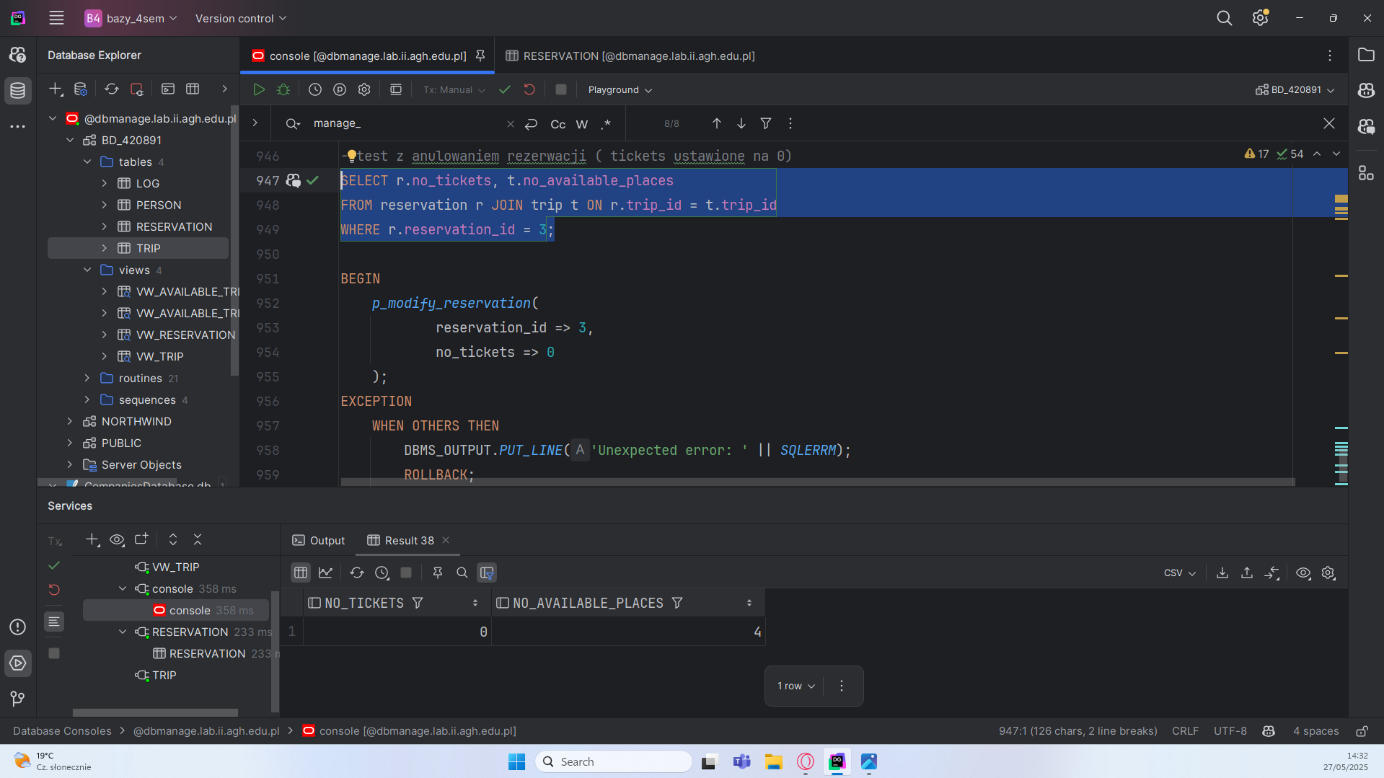 B4 bazy_4sem Version control
Database Explorer
console [@dbmanage.lab.ii.agh.edu.pl]
RESERVATION [@dbmanage.lab.ii.agh.edu.pl]
Tx: Manual
Playground
BD_420891
manage_
Cc W .*
8/8
@dbmanage.lab.ii.agh.edu.pl
BD_420891
tables 4
LOG
PERSON
RESERVATION
TRIP
views 4
VW_AVAILABLE_TRI
VW_AVAILABLE_TRI
VW_RESERVATION
VW_TRIP
routines 21
sequences 4
NORTHWIND
PUBLIC
Server Objects
CompaniesDatabase.db 1
17 54
946 test z anulowaniem rezerwacji ( tickets ustawione na 0)
947 SELECT r.no_tickets, t.no_available_places
948 FROM reservation r JOIN trip t ON r.trip_id = t.trip_id
949 WHERE r.reservation_id = 3;
950
951 BEGIN
952 p_modify_reservation(
953 reservation_id => 3,
954 no_tickets => 0
955 );
956 EXCEPTION
957 WHEN OTHERS THEN
958 DBMS_OUTPUT.PUT_LINE( A 'Unexpected error: ' || SQLERRM);
959 ROLLBACK;
Services
Tx
VW_TRIP
console 358 ms
console 358 ms
RESERVATION 233 ms
RESERVATION 233 m
TRIP
Output
Result 38
CSV
NO_TICKETS NO_AVAILABLE_PLACES
1 0 4
1 row
Database Consoles > @dbmanage.lab.ii.agh.edu.pl > console [@dbmanage.lab.ii.agh.edu.pl]
947:1 (126 chars, 2 line breaks) CRLF UTF-8 4 spaces
19°C
Cz. słonecznie
Search
14:32
27/05/2025